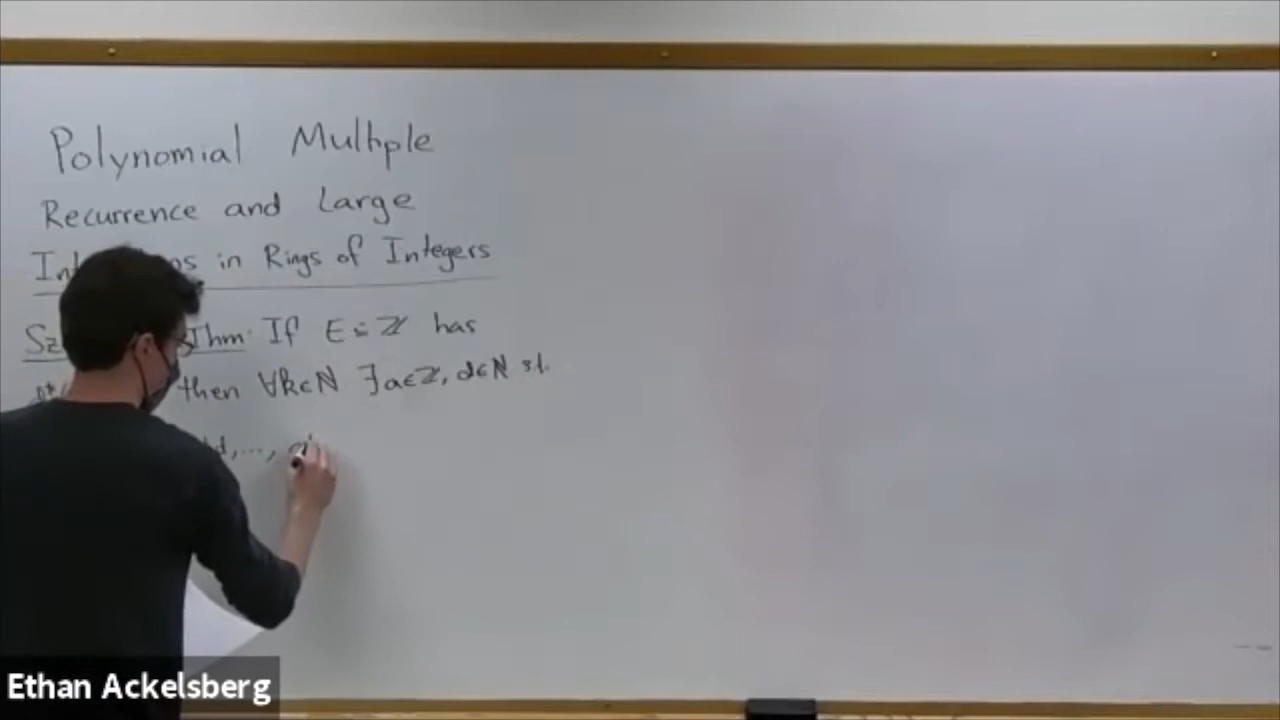 Polynomial Multiple
Recurrence and Large
in Rings of Integers
Thm: If E ⊆ ℤ has
then ∀k∈ℕ ∃a∈ℤ, d∈ℕ s.t.
,...,
Ethan Ackelsberg